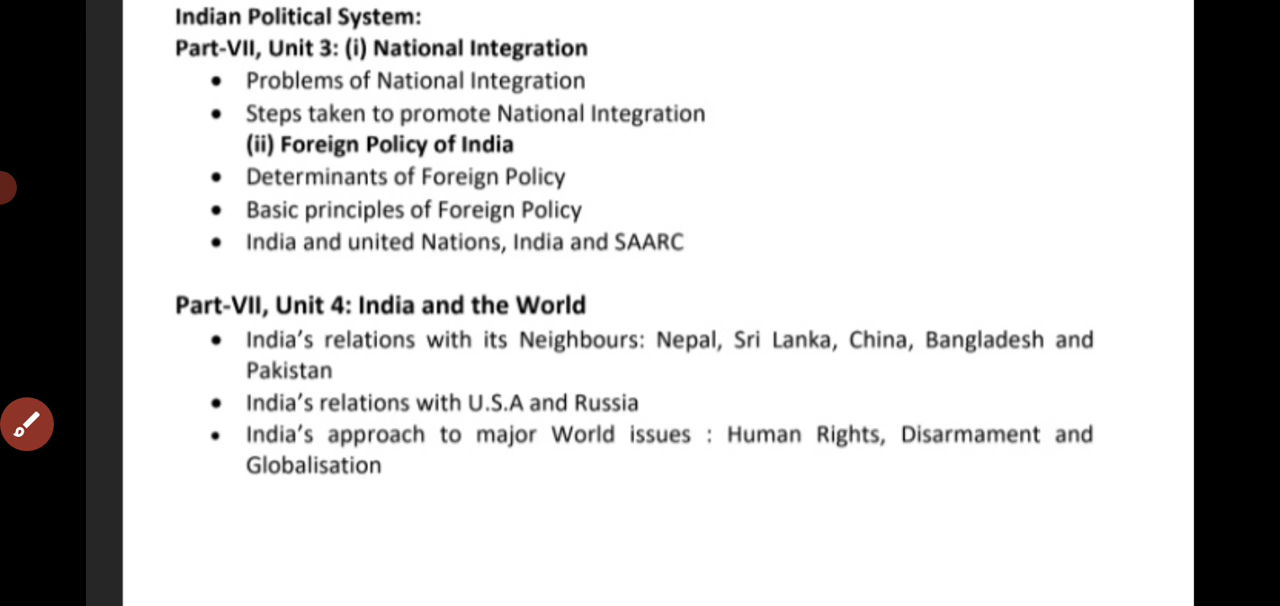 Indian Political System:
Part-VII, Unit 3: (i) National Integration
• Problems of National Integration
• Steps taken to promote National Integration
(ii) Foreign Policy of India
• Determinants of Foreign Policy
• Basic principles of Foreign Policy
• India and united Nations, India and SAARC
Part-VII, Unit 4: India and the World
• India's relations with its Neighbours: Nepal, Sri Lanka, China, Bangladesh and
Pakistan
• India's relations with U.S.A and Russia
• India's approach to major World issues : Human Rights, Disarmament and
Globalisation